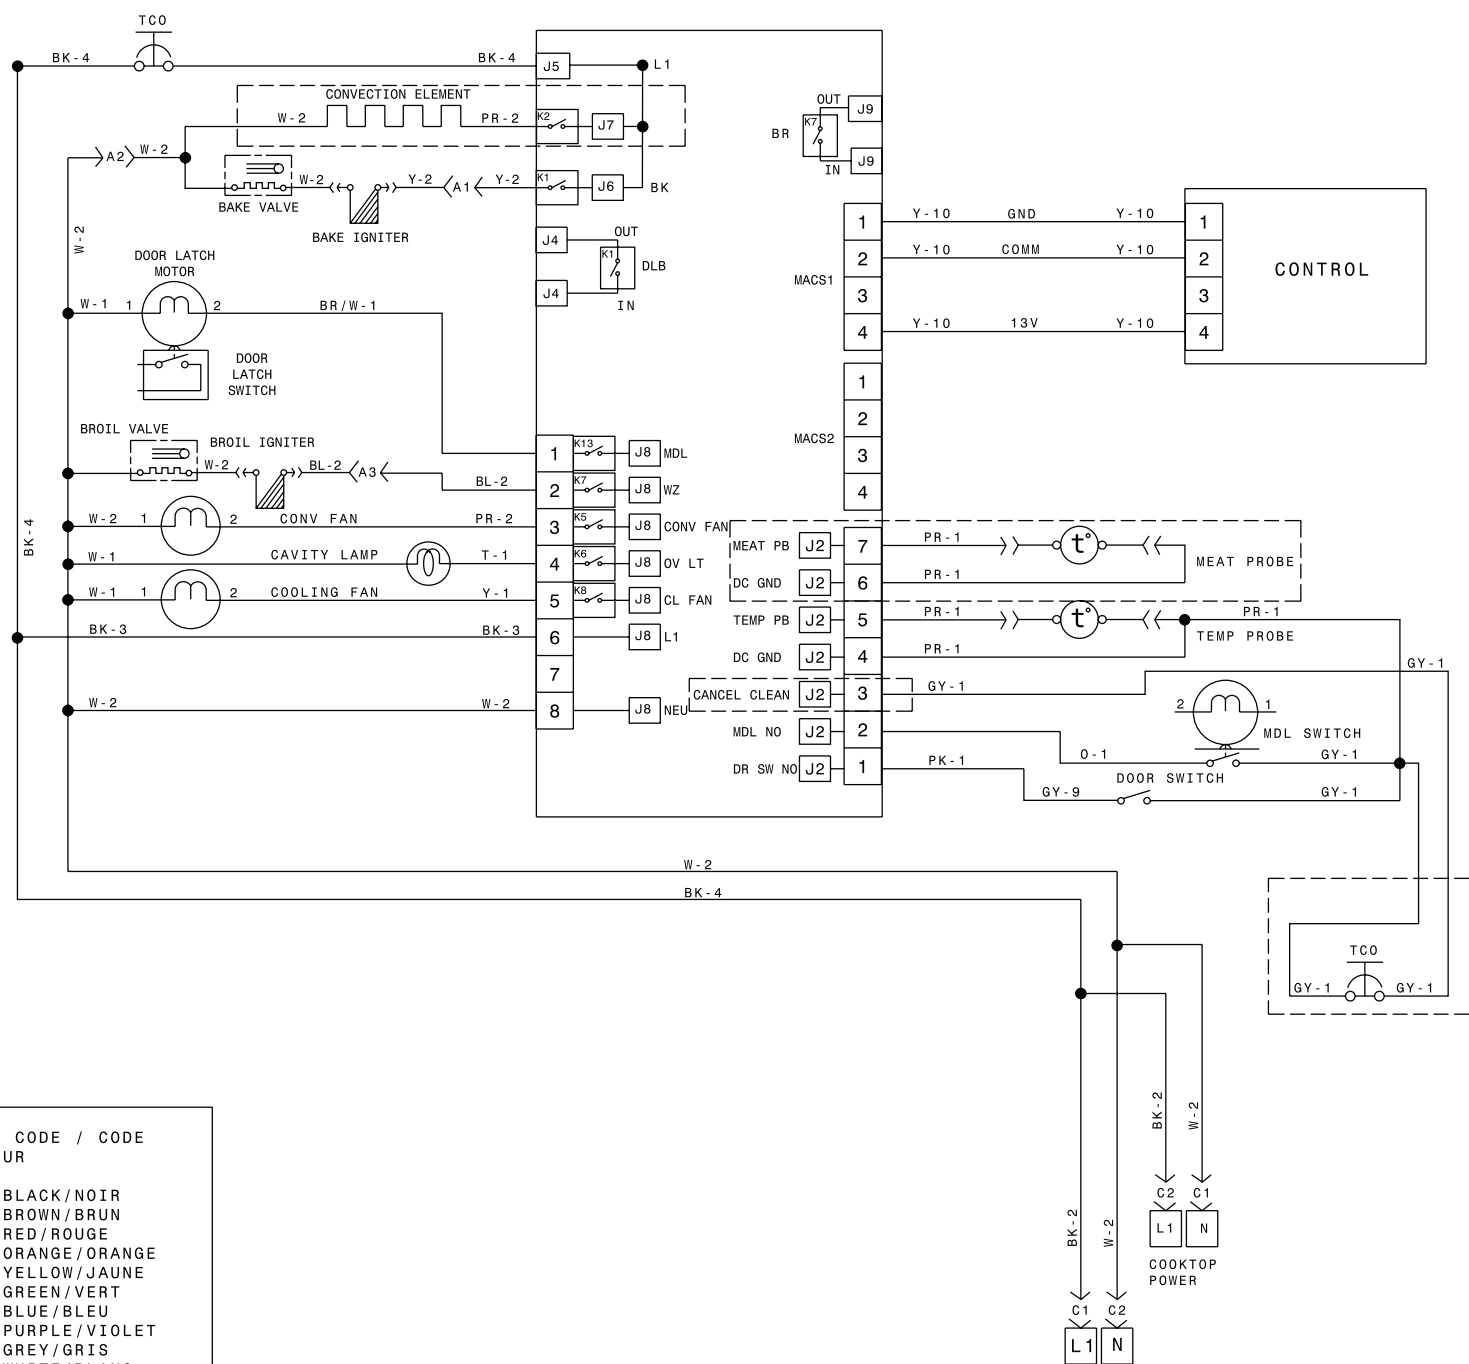 TCO
BK-4
BK-4
J5
L1
CONVECTION ELEMENT
W-2
PR-2
K2
J7
A2
W-2
W-2
Y-2
A1
Y-2
K1
J6
BK
BAKE VALVE
BAKE IGNITER
W-2
OUT
J9
K7
BR
J9
IN
J4
OUT
K1
DLB
J4
IN
DOOR LATCH
MOTOR
W-1
1
2
BR/W-1
DOOR
LATCH
SWITCH
MACS1
1
2
3
4
Y-10
GND
Y-10
Y-10
COMM
Y-10
Y-10
13V
Y-10
1
2
3
4
CONTROL
MACS2
1
2
3
4
BROIL VALVE
BROIL IGNITER
W-2
BL-2
A3
BL-2
1
K13
J8
MDL
2
K7
J8
WZ
W-2
1
2
CONV FAN
PR-2
3
K5
J8
CONV FAN
W-1
CAVITY LAMP
T-1
4
K6
J8
OV LT
W-1
1
2
COOLING FAN
Y-1
5
K8
J8
CL FAN
BK-3
BK-3
6
J8
L1
7
W-2
W-2
8
J8
NEU
BK-4
MEAT PB
J2
7
PR-1
t°
MEAT PROBE
DC GND
J2
6
PR-1
TEMP PB
J2
5
PR-1
t°
PR-1
TEMP PROBE
DC GND
J2
4
PR-1
GY-1
CANCEL CLEAN
J2
3
GY-1
2
1
MDL SWITCH
MDL NO
J2
2
O-1
GY-1
DR SW NO
J2
1
PK-1
DOOR SWITCH
GY-9
GY-1
W-2
BK-4
TCO
GY-1
GY-1
BK-2
W-2
C2
C1
L1
N
COOKTOP
POWER
BK-2
W-2
C1
C2
L1
N
CODE / CODE
UR
BLACK/NOIR
BROWN/BRUN
RED/ROUGE
ORANGE/ORANGE
YELLOW/JAUNE
GREEN/VERT
BLUE/BLEU
PURPLE/VIOLET
GREY/GRIS